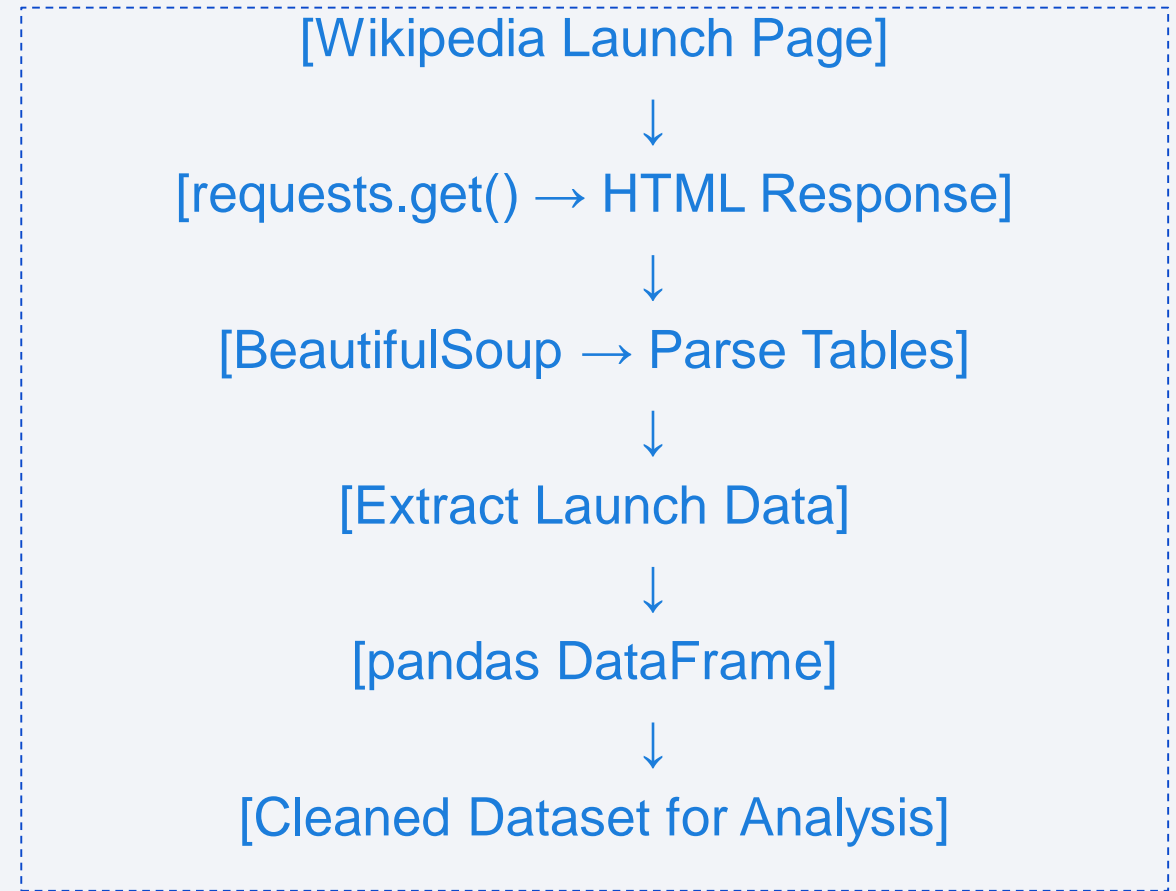 [Wikipedia Launch Page]
↓
[requests.get() → HTML Response]
↓
[BeautifulSoup → Parse Tables]
↓
[Extract Launch Data]
↓
[pandas DataFrame]
↓
[Cleaned Dataset for Analysis]